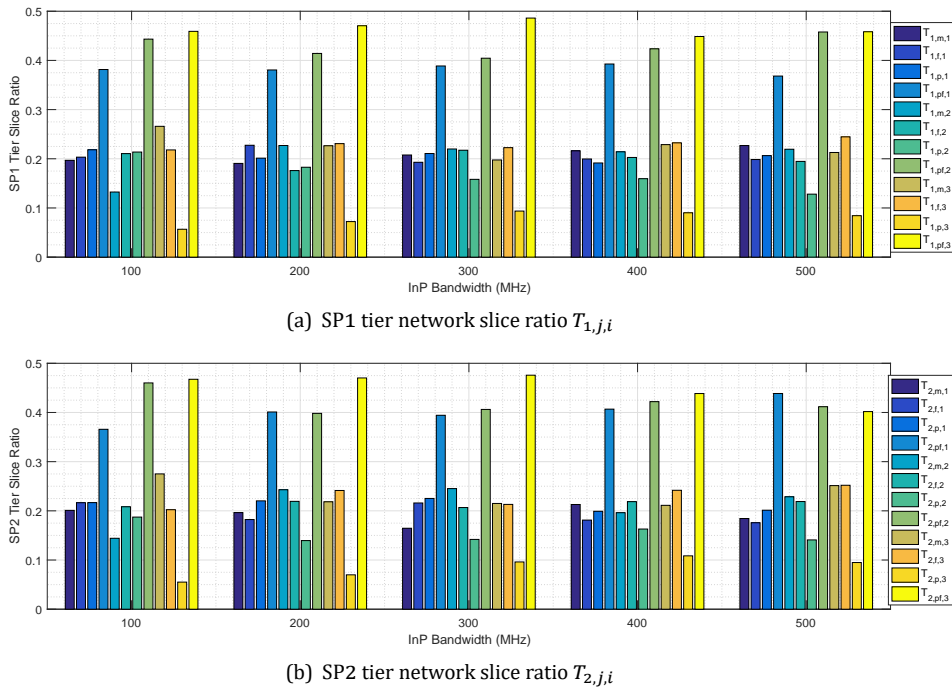 0.5
0.4
0.3
0.2
0.1
0
SP1 Tier Slice Ratio
100 200 300 400 500
InP Bandwidth (MHz)
T1,m,1
T1,f,1
T1,p,1
T1,pf,1
T1,m,2
T1,f,2
T1,p,2
T1,pf,2
T1,m,3
T1,f,3
T1,p,3
T1,pf,3
(a) SP1 tier network slice ratio T1,j,i
0.5
0.4
0.3
0.2
0.1
0
SP2 Tier Slice Ratio
100 200 300 400 500
InP Bandwidth (MHz)
T2,m,1
T2,f,1
T2,p,1
T2,pf,1
T2,m,2
T2,f,2
T2,p,2
T2,pf,2
T2,m,3
T2,f,3
T2,p,3
T2,pf,3
(b) SP2 tier network slice ratio T2,j,i